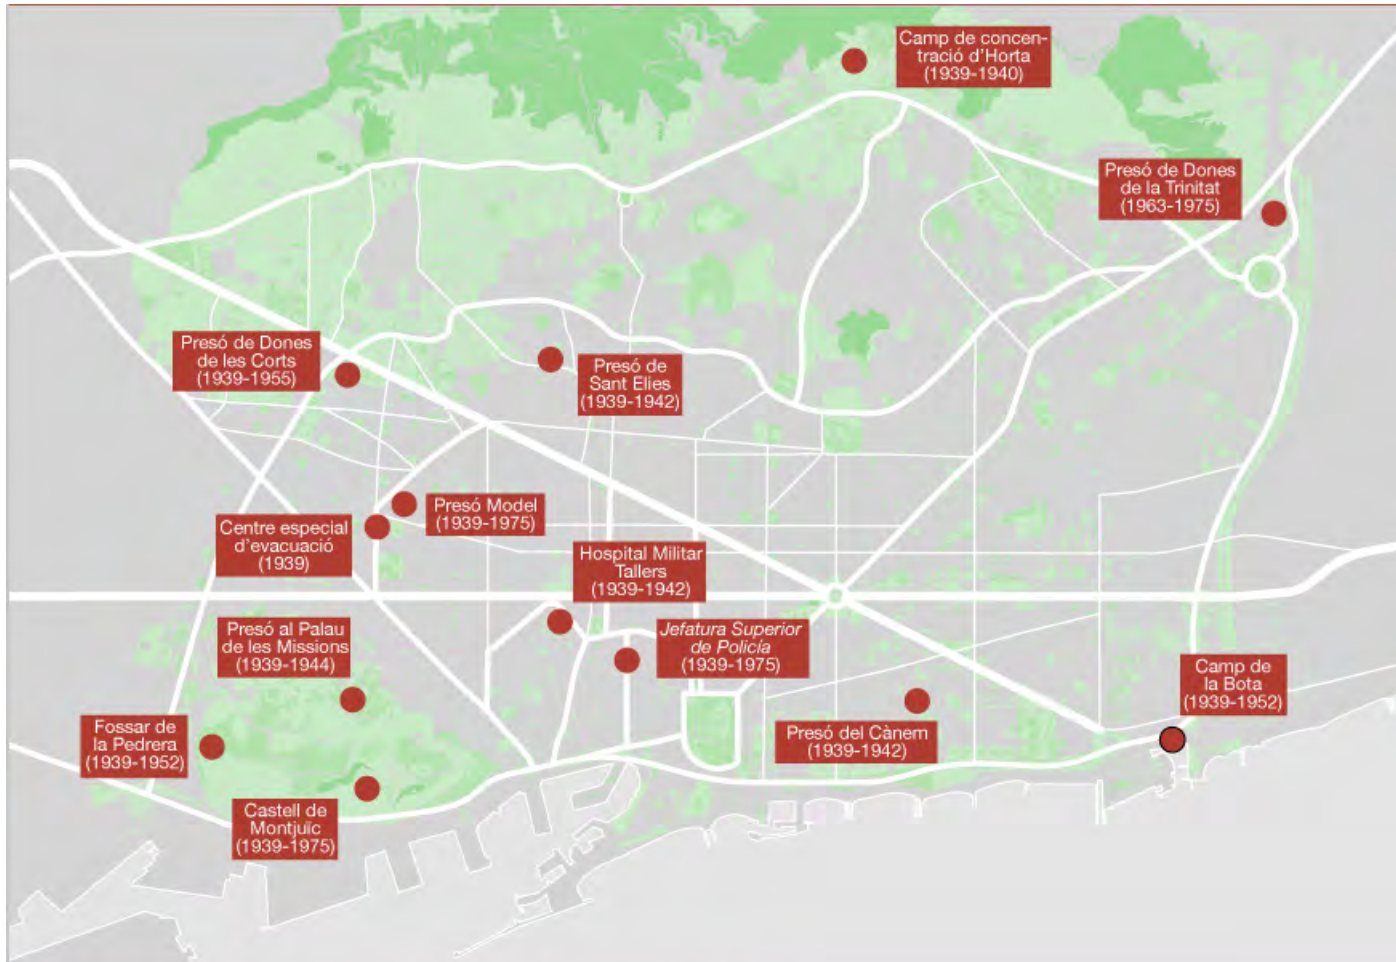 Camp de concen-
tració d'Horta
(1939-1940)
Presó de Dones
de la Trinitat
(1963-1975)
Presó de Dones
de les Corts
(1939-1955)
Presó de
Sant Elies
(1939-1942)
Presó Model
(1939-1975)
Centre especial
d'evacuació
(1939)
Hospital Militar
Tallers
(1939-1942)
Presó al Palau
de les Missions
(1939-1944)
Jefatura Superior
de Policía
(1939-1975)
Camp de
la Bota
(1939-1952)
Fossar de
la Pedrera
(1939-1952)
Presó del Cànem
(1939-1942)
Castell de
Montjuïc
(1939-1975)